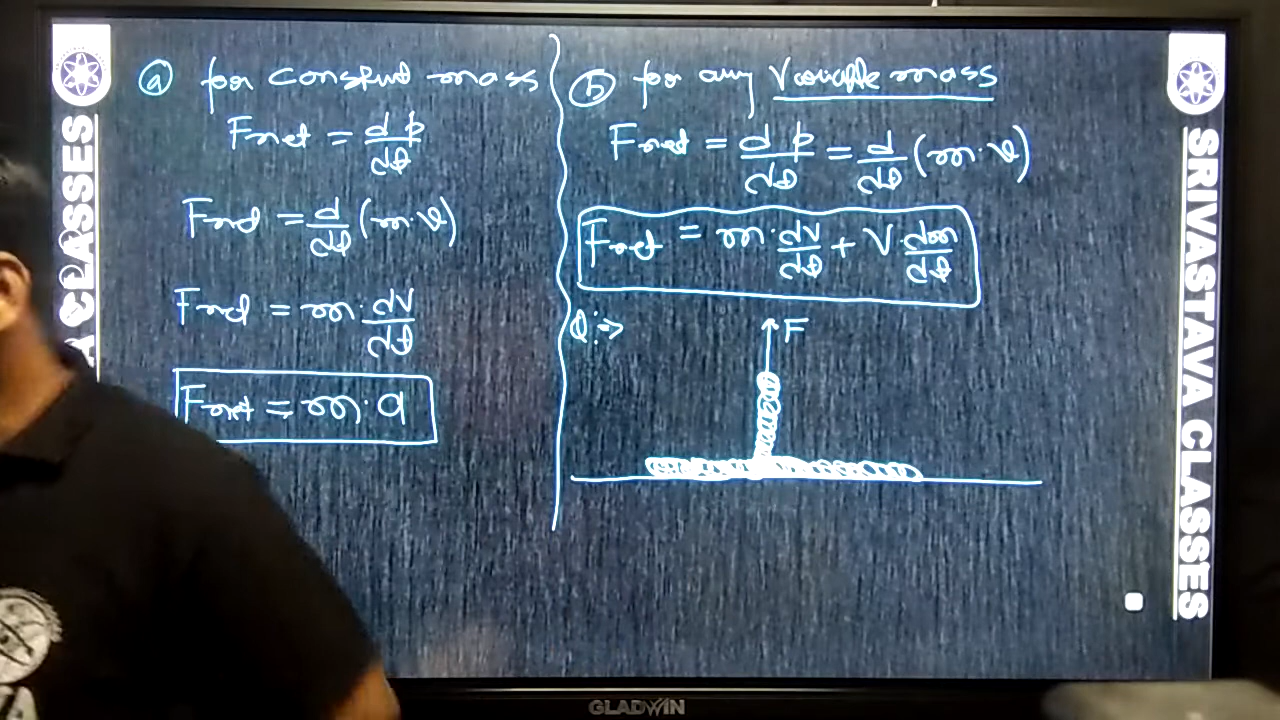 ⓐ for constant mass
Fnet = dp/dt
Fnet = d/dt (m·v)
Fnet = m·dv/dt
Fnet = m·a
ⓑ for any Variable mass
Fnet = dp/dt = d/dt (m·v)
Fnet = m·dv/dt + v·dm/dt
Q:→
F
A CLASSES
SRIVASTAVA CLASSES
GLADWIN